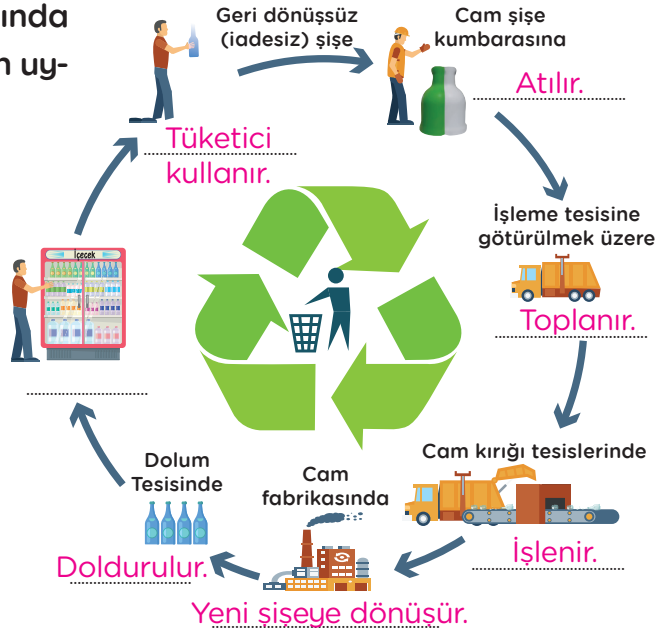 ında
n uy-
Geri dönüşsüz
(iadesiz) şişe
Cam şişe
kumbarasına
Atılır.
Tüketici
kullanır.
İşleme tesisine
götürülmek üzere
Toplanır.
İçecek
Cam kırığı tesislerinde
İşlenir.
Cam
fabrikasında
Yeni şişeye dönüşür.
Dolum
Tesisinde
Doldurulur.